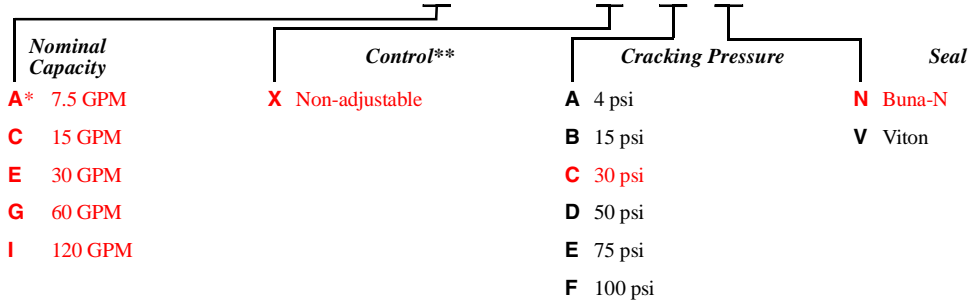 Nominal
Capacity
Control**
Cracking Pressure
Seal
A* 7.5 GPM
X Non-adjustable
A 4 psi
N Buna-N
C 15 GPM
B 15 psi
V Viton
E 30 GPM
C 30 psi
G 60 GPM
D 50 psi
I 120 GPM
E 75 psi
F 100 psi